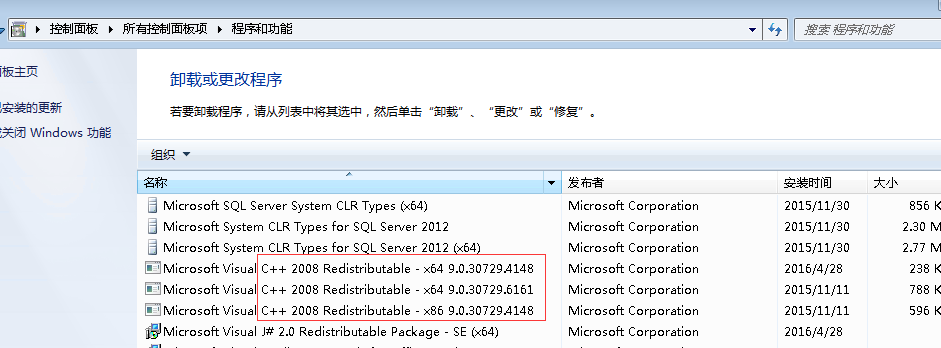 控制面板 ▸ 所有控制面板项 ▸ 程序和功能
搜索 程序和功能
板主页
安装的更新
关闭 Windows 功能
卸载或更改程序
若要卸载程序，请从列表中将其选中，然后单击“卸载”、“更改”或“修复”。
组织
名称 发布者 安装时间 大小
Microsoft SQL Server System CLR Types (x64) Microsoft Corporation 2015/11/30 856 K
Microsoft System CLR Types for SQL Server 2012 Microsoft Corporation 2015/11/30 2.30 M
Microsoft System CLR Types for SQL Server 2012 (x64) Microsoft Corporation 2015/11/30 2.77 M
Microsoft Visual C++ 2008 Redistributable - x64 9.0.30729.4148 Microsoft Corporation 2016/4/28 238 K
Microsoft Visual C++ 2008 Redistributable - x64 9.0.30729.6161 Microsoft Corporation 2015/11/11 788 K
Microsoft Visual C++ 2008 Redistributable - x86 9.0.30729.4148 Microsoft Corporation 2015/11/11 596 K
Microsoft Visual J# 2.0 Redistributable Package - SE (x64) Microsoft Corporation 2016/4/28